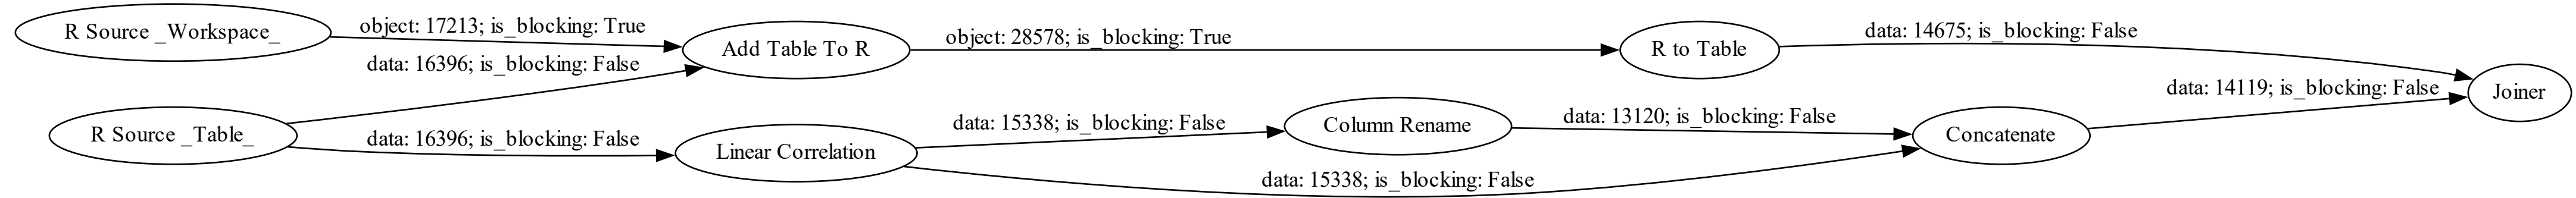 R Source _Workspace_
object: 17213; is_blocking: True
Add Table To R
object: 28578; is_blocking: True
R to Table
data: 14675; is_blocking: False
data: 16396; is_blocking: False
R Source _Table_
data: 16396; is_blocking: False
Linear Correlation
data: 15338; is_blocking: False
Column Rename
data: 13120; is_blocking: False
Concatenate
data: 14119; is_blocking: False
Joiner
data: 15338; is_blocking: False